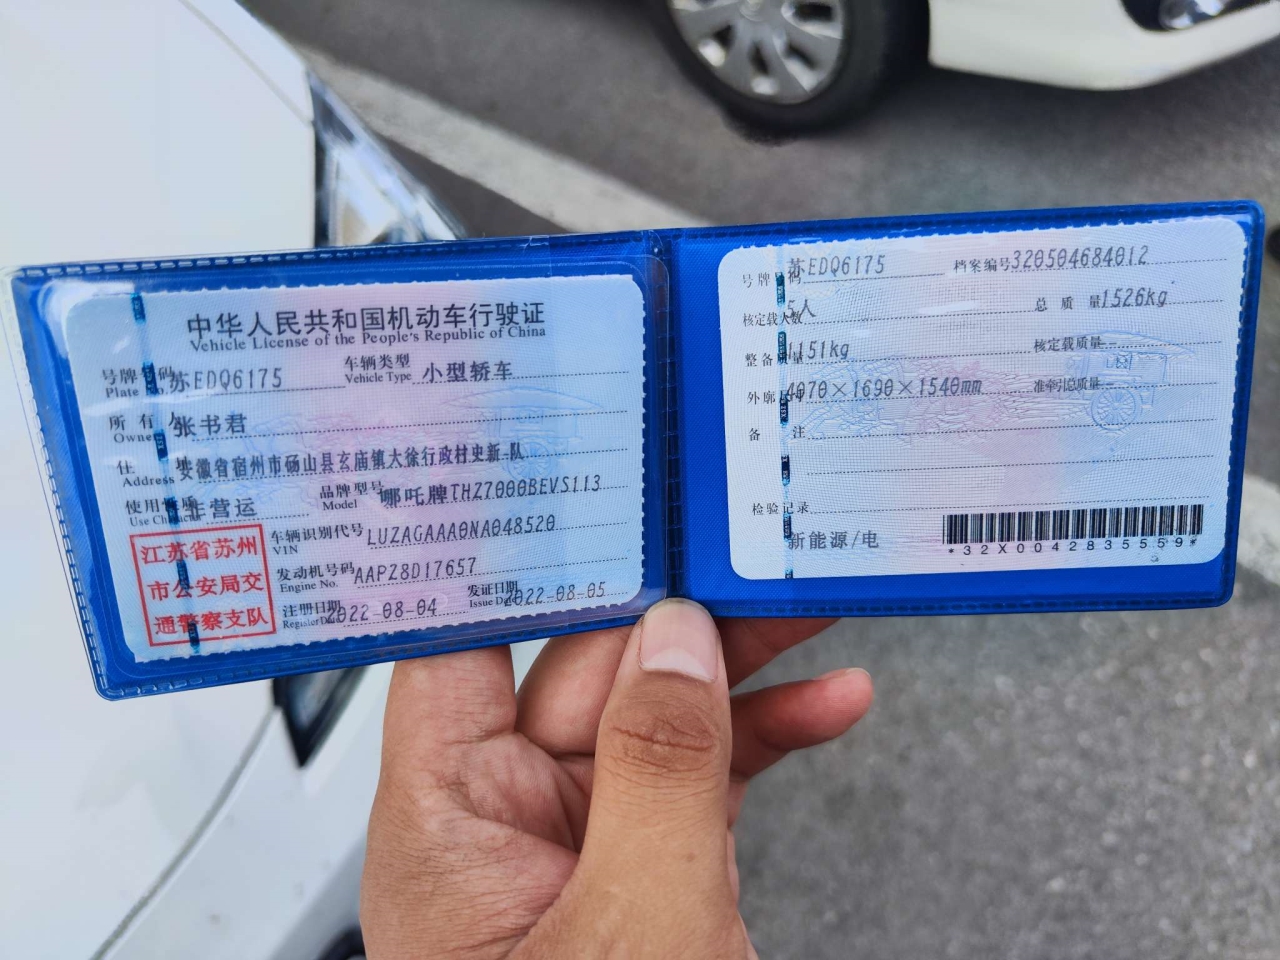 中华人民共和国机动车行驶证
Vehicle License of the People's Republic of China
号牌号码 苏EDQ6175 车辆类型 小型轿车
Plate No. Vehicle Type
所有人 张书君
Owner
住址 安徽省宿州市砀山县玄庙镇大徐行政村史新一队
Address
使用性质 非营运 品牌型号 哪吒牌THZ7000BEVS113
Use Character Model
车辆识别代号 LUZAGAAA0NA048520
VIN
发动机号码 AAP28D17657
Engine No.
注册日期 2022-08-04 发证日期 2022-08-05
Register Date Issue Date
江苏省苏州
市公安局交
通警察支队
号牌号码 苏EDQ6175 档案编号 320504684012
核定载人数 5人 总质量 1526kg
整备质量 1151kg 核定载质量 --
外廓尺寸 4070×1690×1540mm 准牵引总质量 --
备注
检验记录
新能源/电
*32X0042835559*